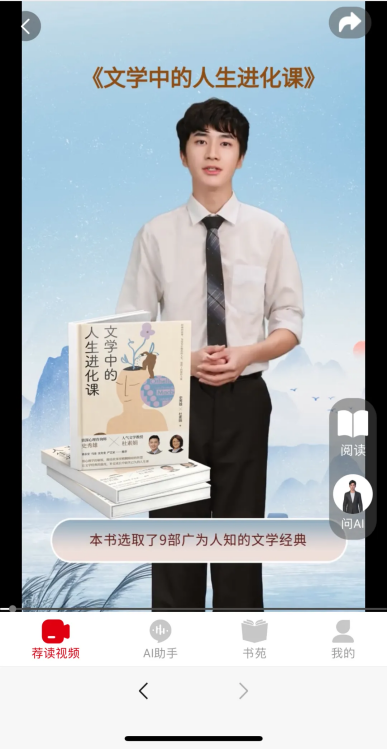 《文学中的人生进化课》
文学中的
人生进化课
本书选取了9部广为人知的文学经典
阅读
问AI
荐读视频
AI助手
书苑
我的